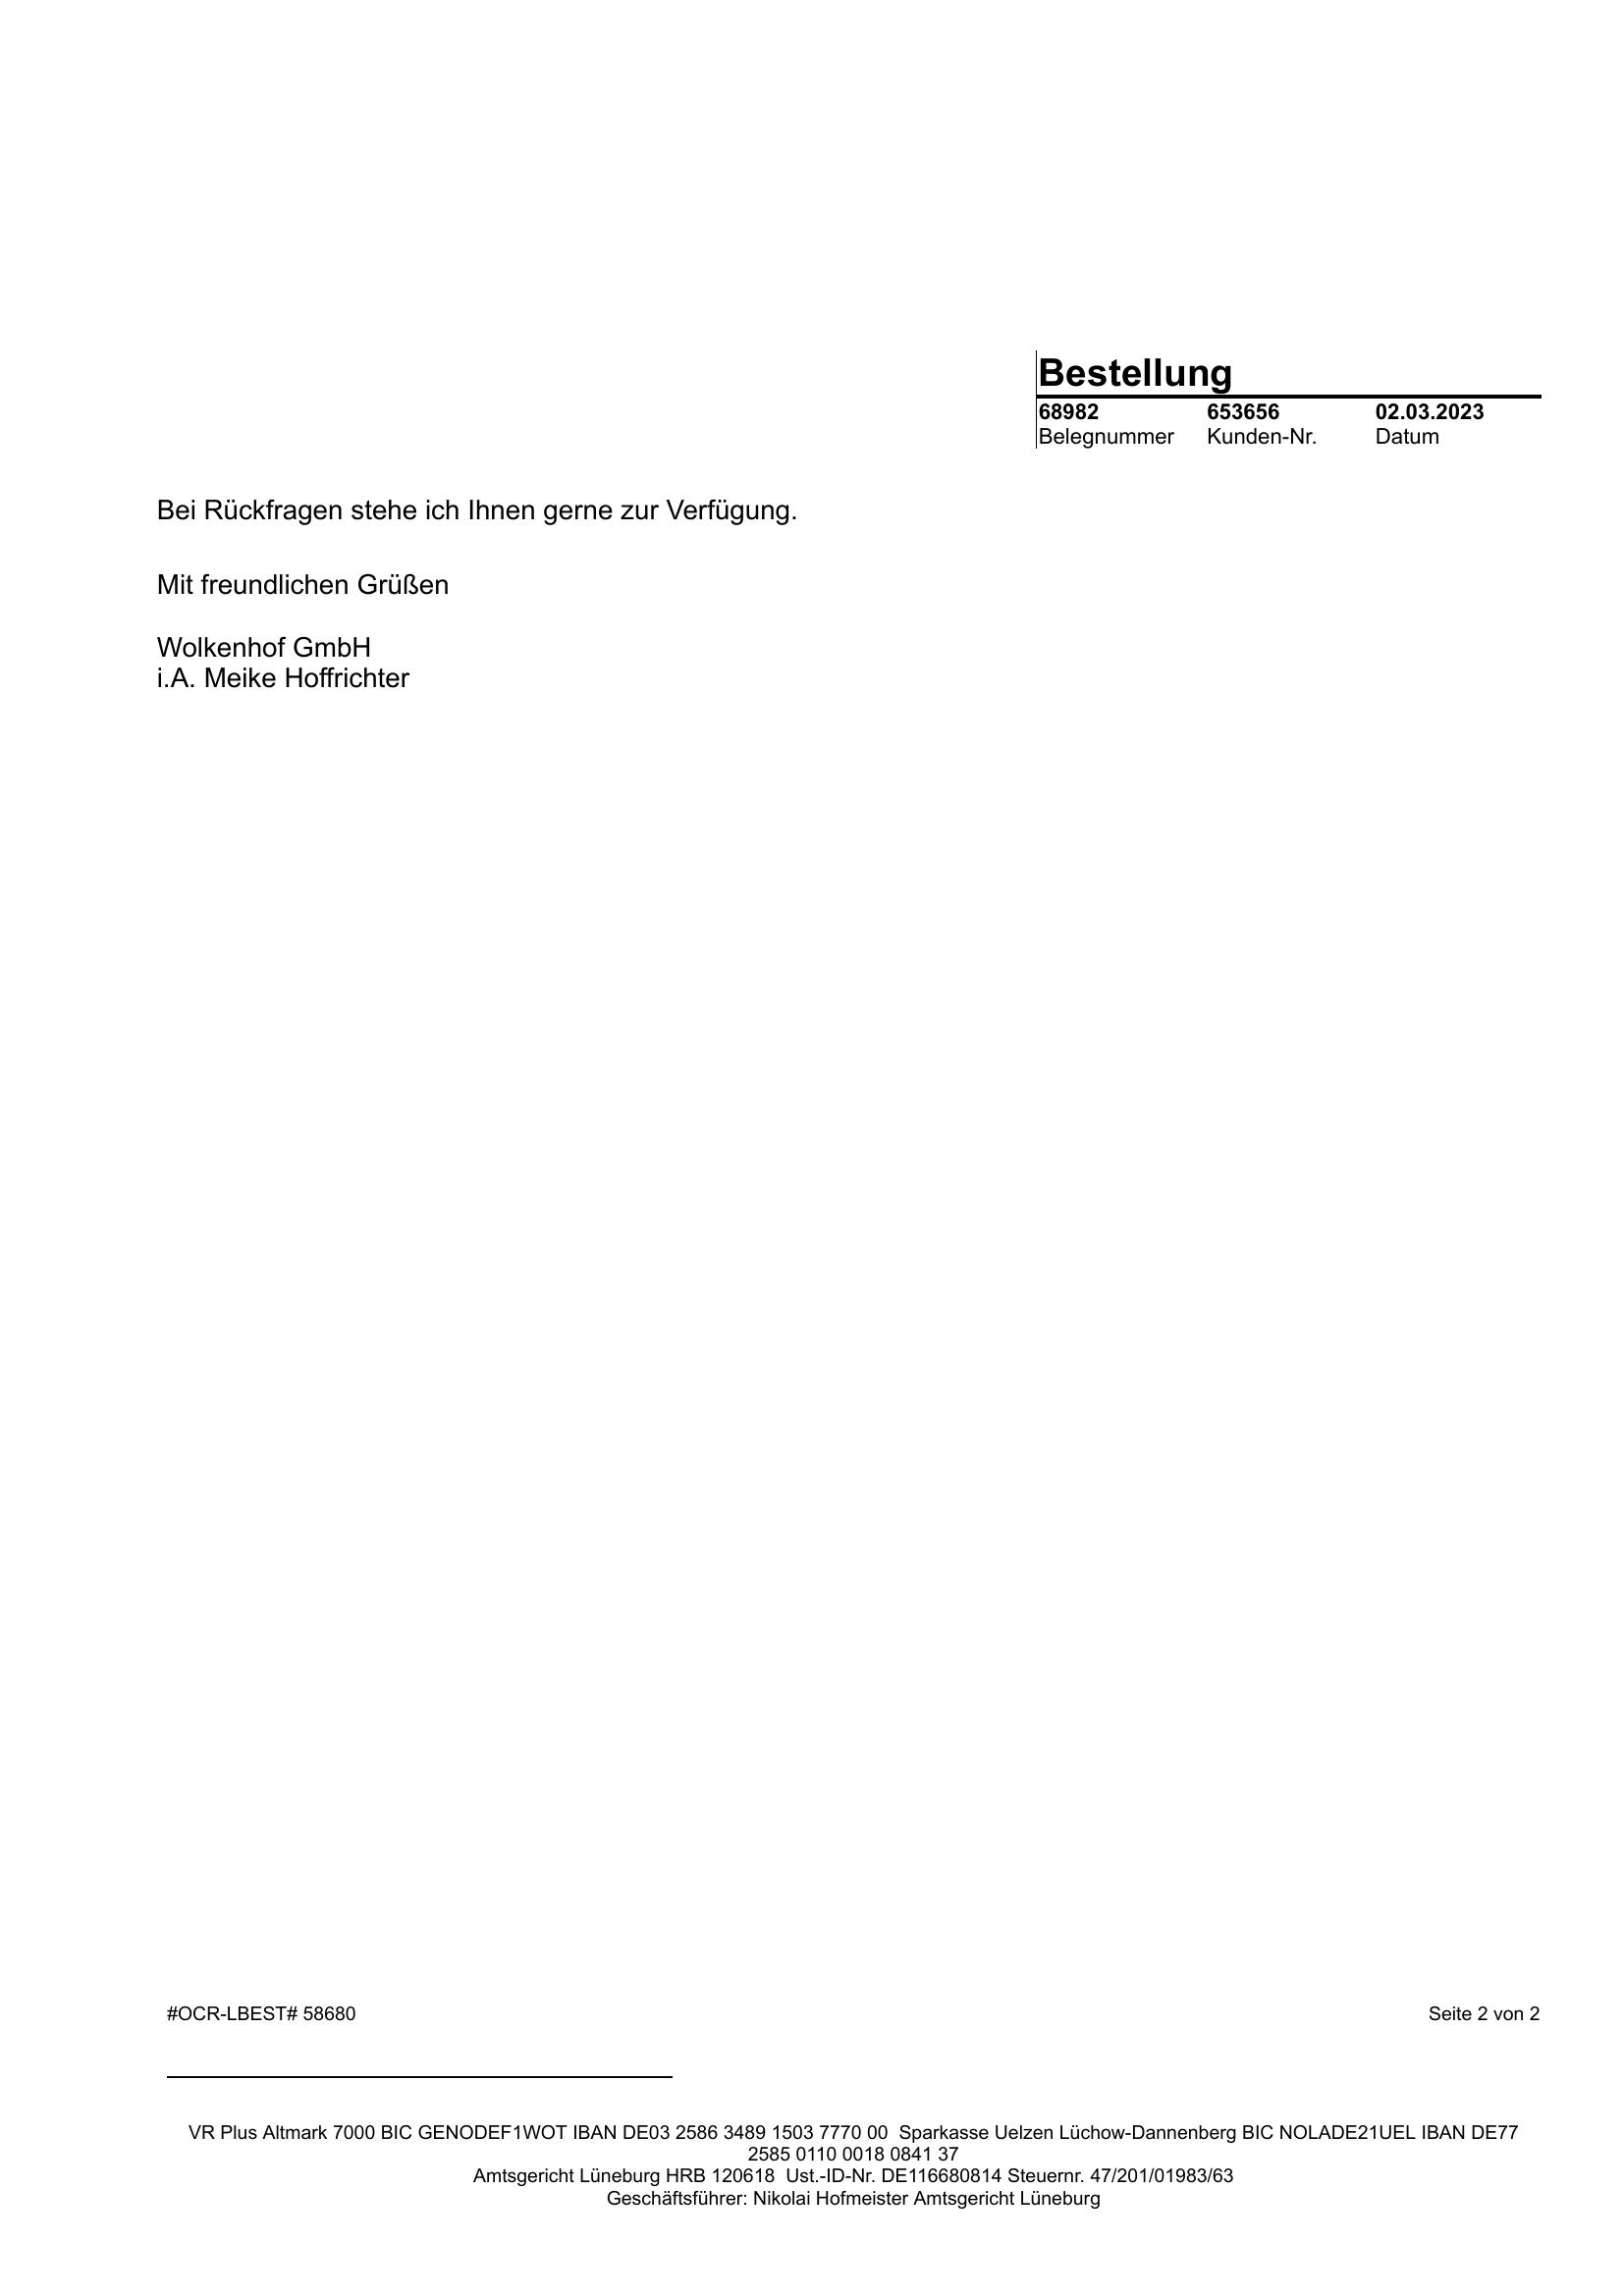 Bestellung
68982 653656 02.03.2023
Belegnummer Kunden-Nr. Datum
Bei Rückfragen stehe ich Ihnen gerne zur Verfügung.
Mit freundlichen Grüßen
Wolkenhof GmbH
i.A. Meike Hoffrichter
#OCR-LBEST# 58680 Seite 2 von 2
VR Plus Altmark 7000 BIC GENODEF1WOT IBAN DE03 2586 3489 1503 7770 00 Sparkasse Uelzen Lüchow-Dannenberg BIC NOLADE21UEL IBAN DE77
2585 0110 0018 0841 37
Amtsgericht Lüneburg HRB 120618 Ust.-ID-Nr. DE116680814 Steuernr. 47/201/01983/63
Geschäftsführer: Nikolai Hofmeister Amtsgericht Lüneburg